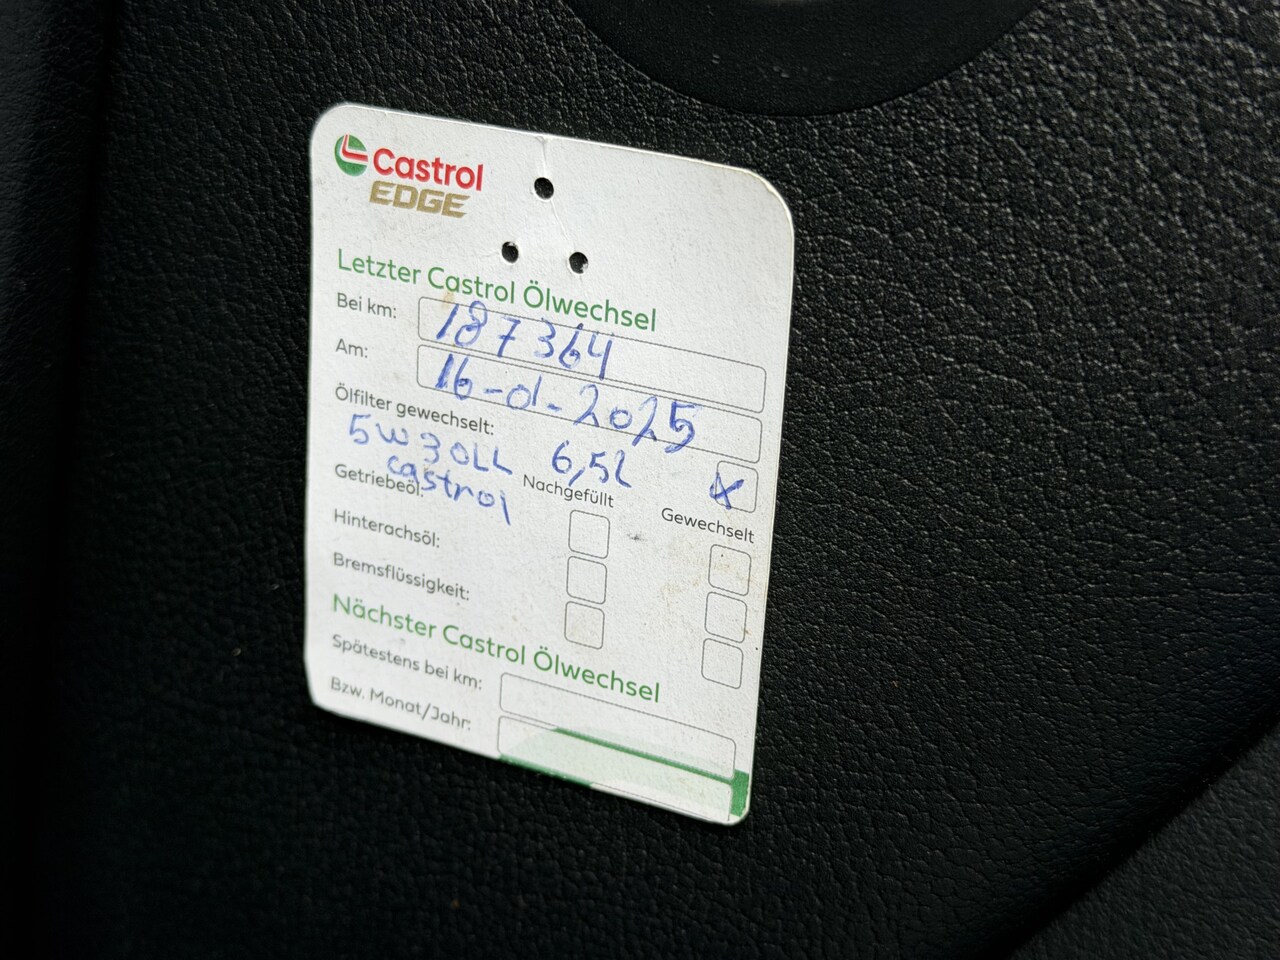 Castrol
EDGE
Letzter Castrol Ölwechsel
Bei km: 187364
Am: 16-01-2025
Ölfilter gewechselt:
5W30LL 6,5L
castrol
Nachgefüllt Gewechselt
Getriebeöl:
Hinterachsöl:
Bremsflüssigkeit:
Nächster Castrol Ölwechsel
Spätestens bei km:
Bzw. Monat/Jahr: